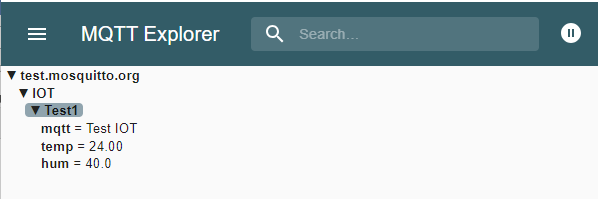 MQTT Explorer Search...
▼ test.mosquitto.org
▼ IOT
▼ Test1
mqtt = Test IOT
temp = 24.00
hum = 40.0